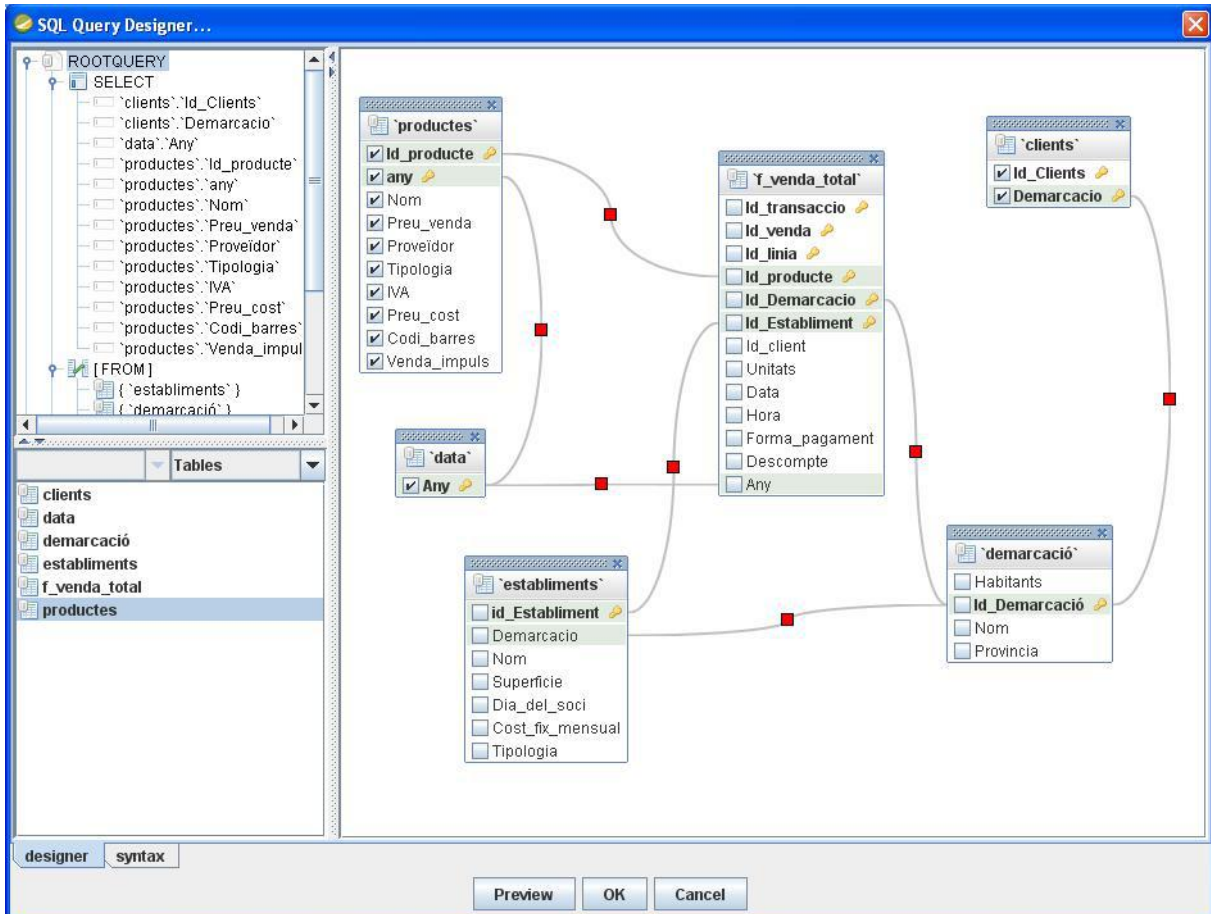 SQL Query Designer...
ROOTQUERY
SELECT
`clients`.`Id_Clients`
`clients`.`Demarcacio`
`data`.`Any`
`productes`.`Id_producte`
`productes`.`any`
`productes`.`Nom`
`productes`.`Preu_venda`
`productes`.`Proveïdor`
`productes`.`Tipologia`
`productes`.`IVA`
`productes`.`Preu_cost`
`productes`.`Codi_barres`
`productes`.`Venda_impul
[FROM]
{ `establiments` }
{ `demarcació` }
Tables
clients
data
demarcació
establiments
f_venda_total
productes
`productes`
Id_producte
any
Nom
Preu_venda
Proveïdor
Tipologia
IVA
Preu_cost
Codi_barres
Venda_impuls
`data`
Any
`establiments`
id_Establiment
Demarcacio
Nom
Superficie
Dia_del_soci
Cost_fix_mensual
Tipologia
`f_venda_total`
Id_transaccio
Id_venda
Id_linia
Id_producte
Id_Demarcacio
Id_Establiment
Id_client
Unitats
Data
Hora
Forma_pagament
Descompte
Any
`clients`
Id_Clients
Demarcacio
`demarcació`
Habitants
Id_Demarcació
Nom
Provincia
designer
syntax
Preview
OK
Cancel